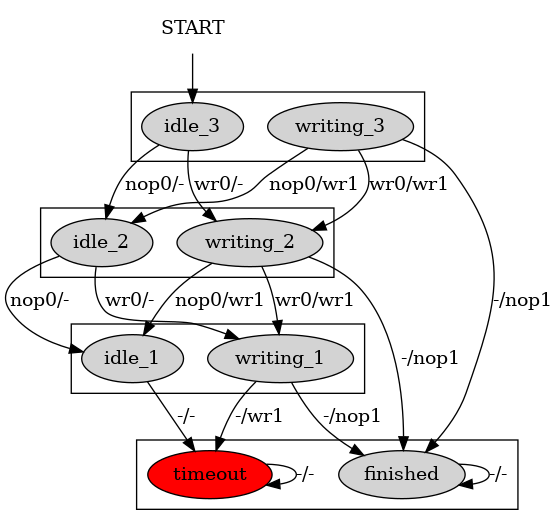 START
idle_3 writing_3
nop0/- wr0/- nop0/wr1 wr0/wr1
idle_2 writing_2
nop0/- wr0/- nop0/wr1 wr0/wr1 -/nop1
idle_1 writing_1
-/nop1
-/- -/wr1 -/nop1
timeout -/- finished -/-